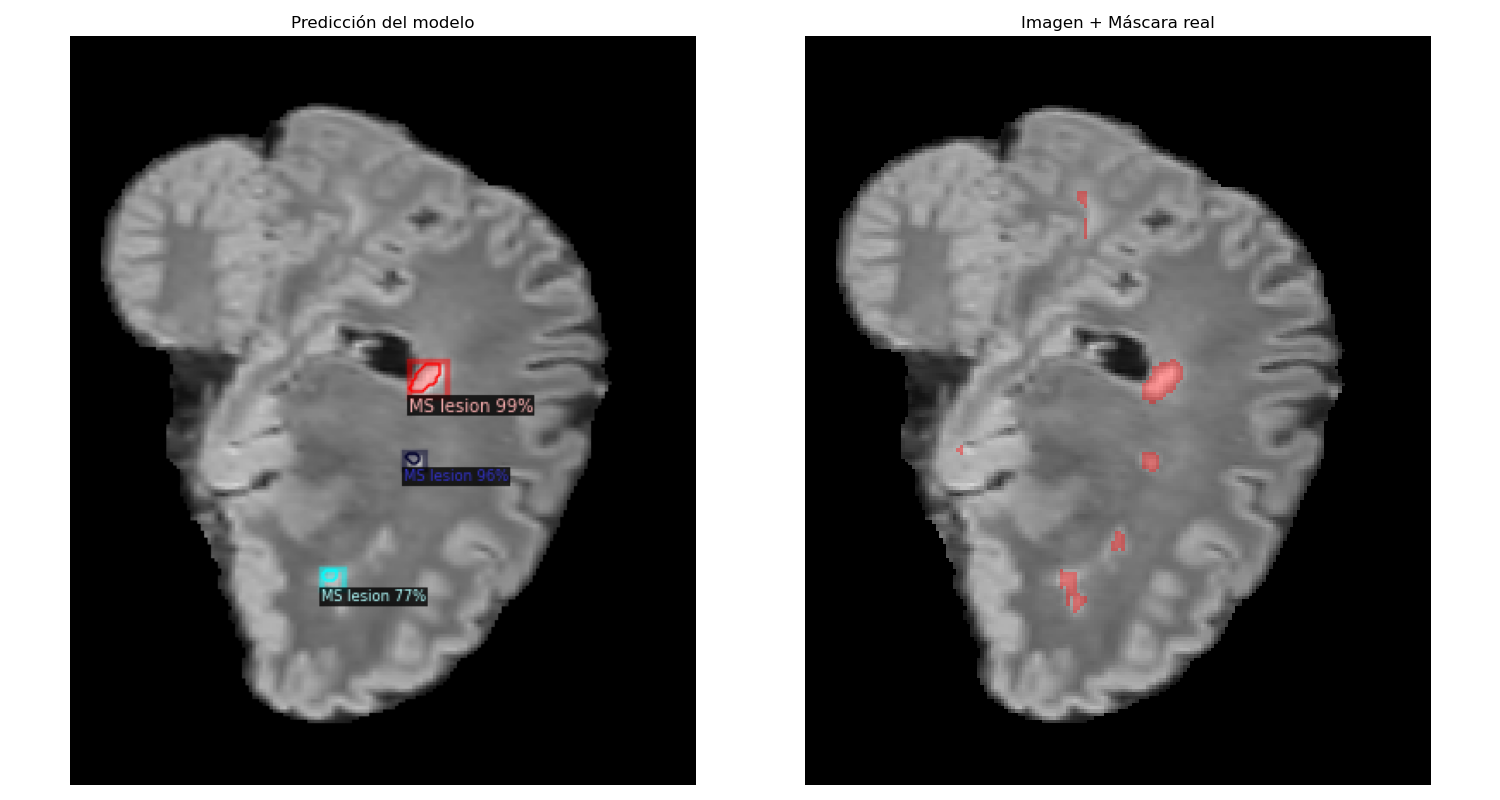 Predicción del modelo
Imagen + Máscara real
MS lesion 99%
MS lesion 96%
MS lesion 77%